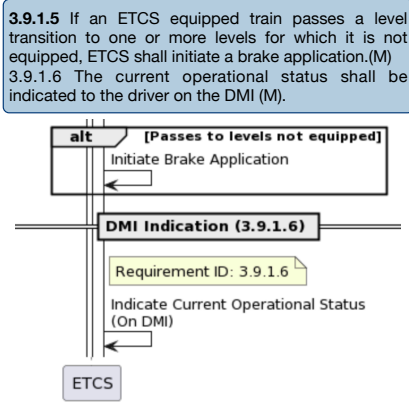 3.9.1.5 If an ETCS equipped train passes a level
transition to one or more levels for which it is not
equipped, ETCS shall initiate a brake application.(M)
3.9.1.6 The current operational status shall be
indicated to the driver on the DMI (M).
alt [Passes to levels not equipped]
Initiate Brake Application
DMI Indication (3.9.1.6)
Requirement ID: 3.9.1.6
Indicate Current Operational Status
(On DMI)
ETCS